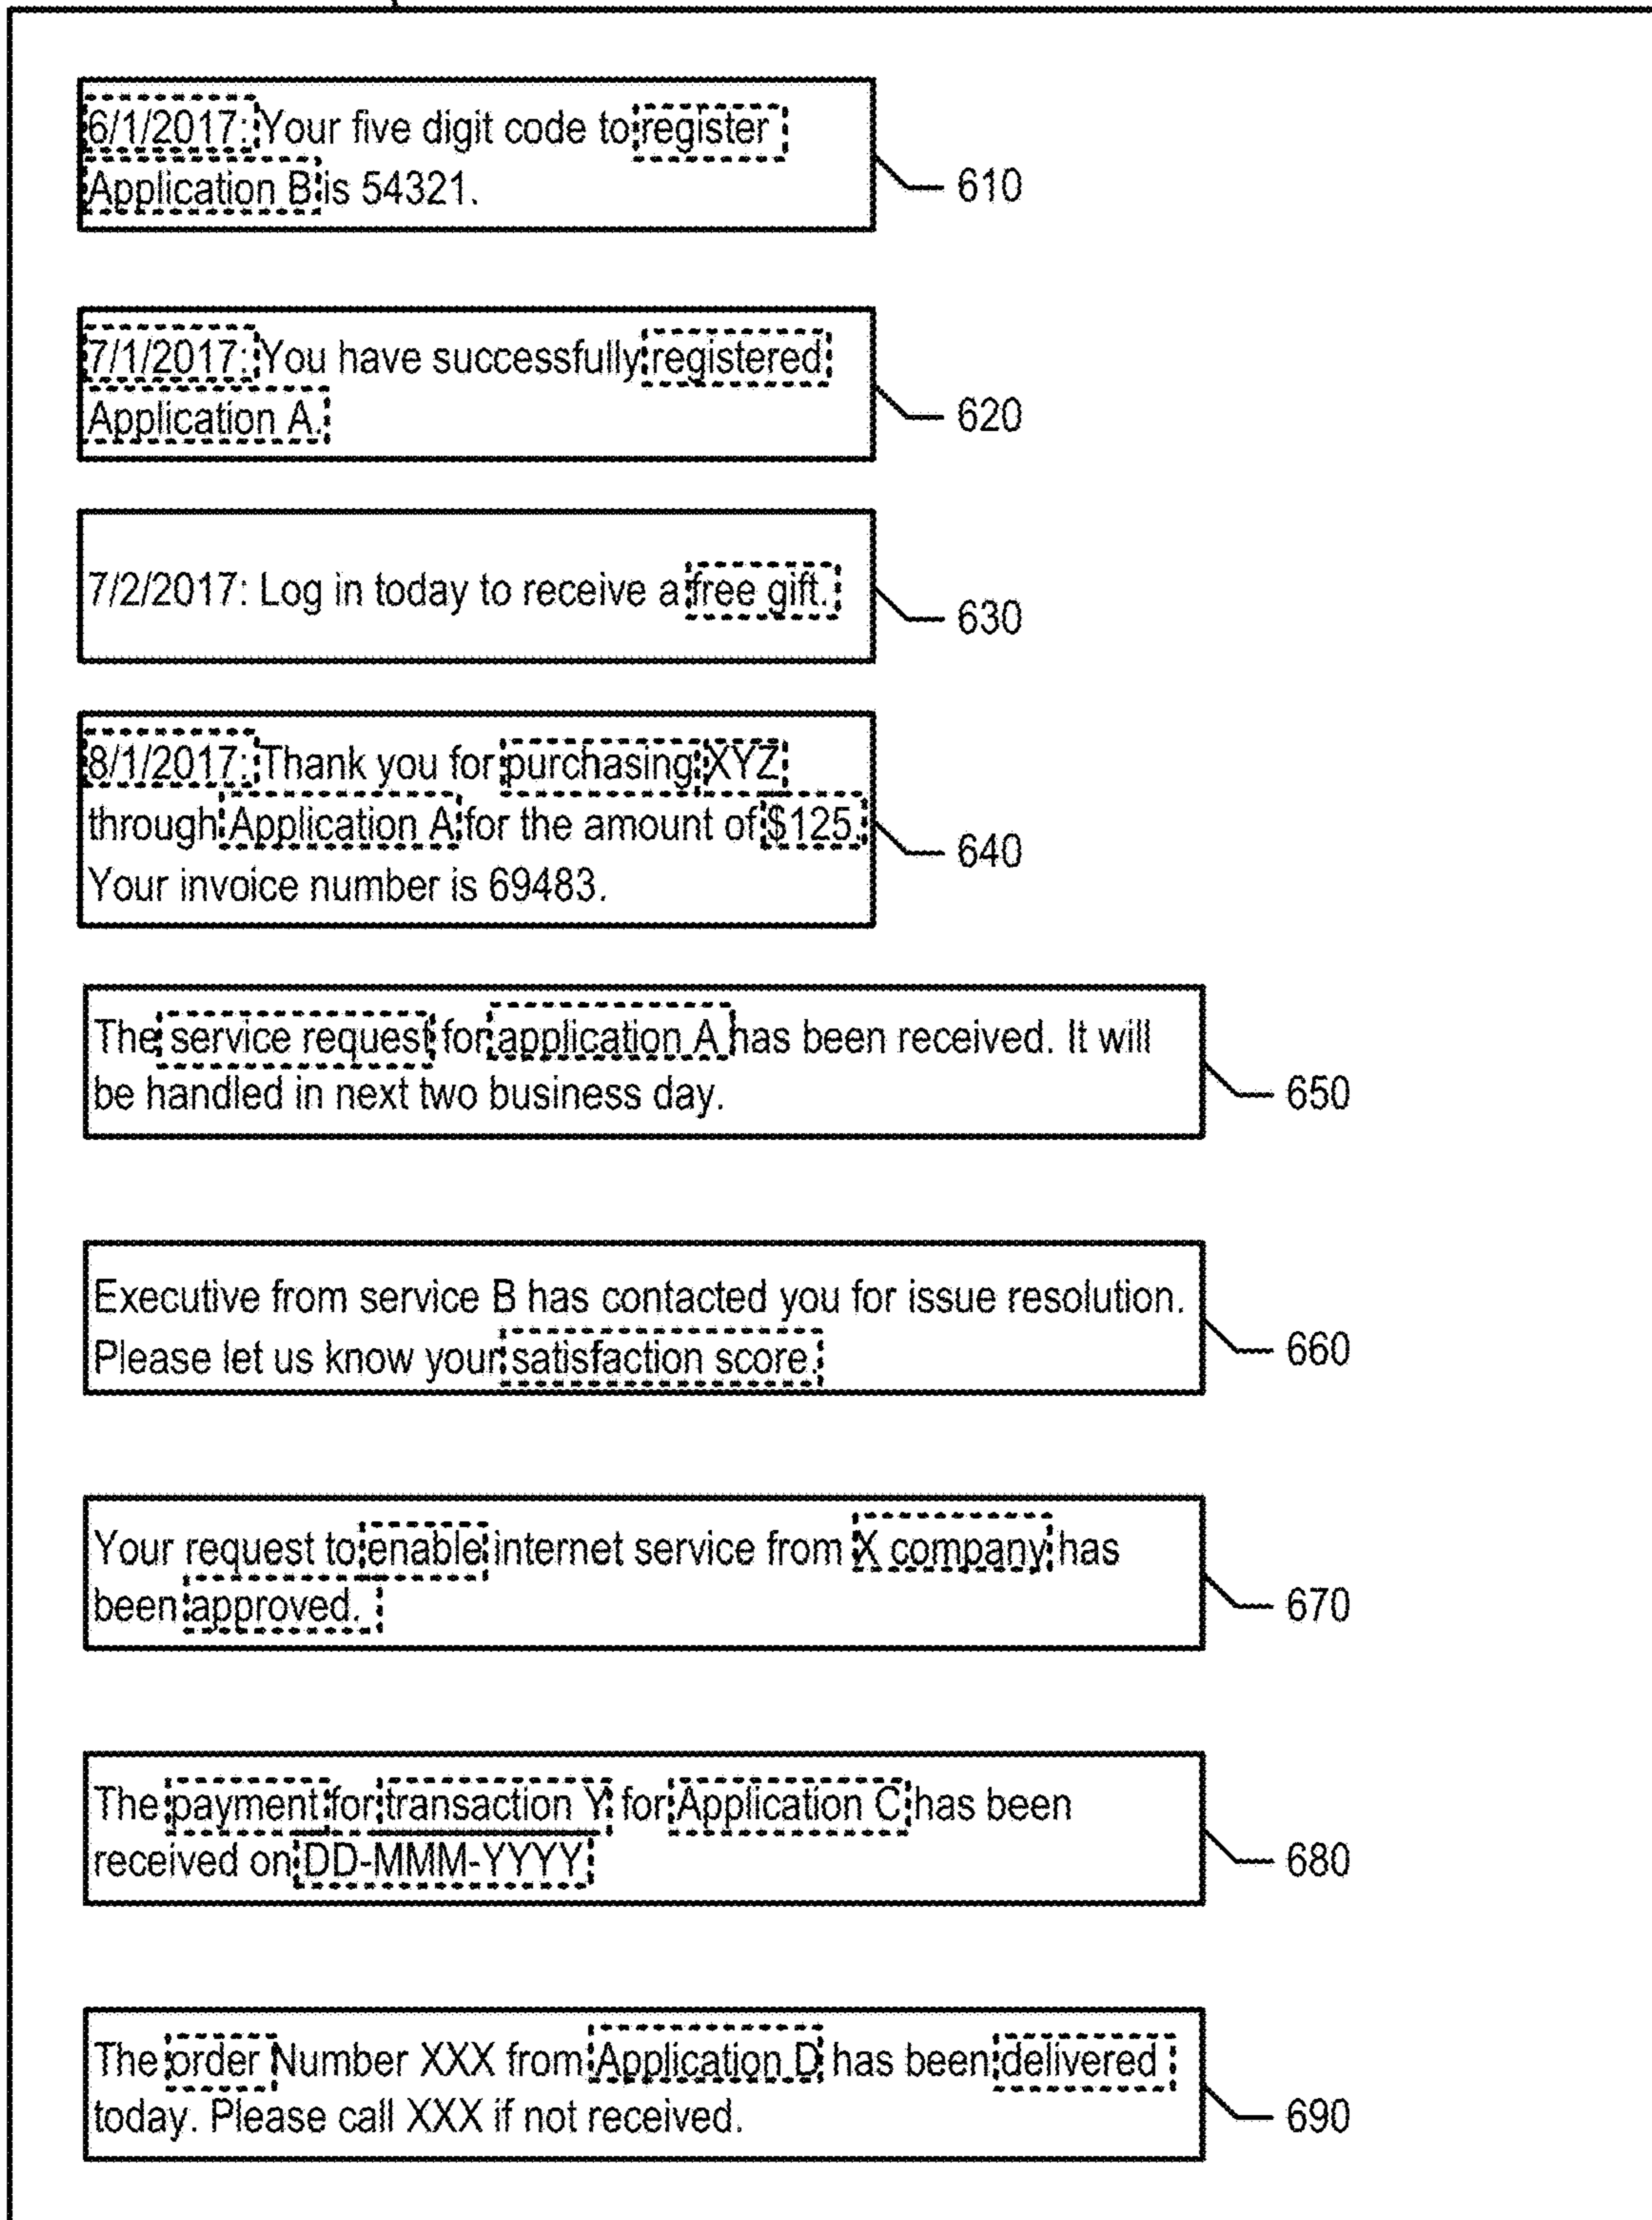 6/1/2017: Your five digit code to register
Application B is 54321.
610
7/1/2017: You have successfully registered
Application A.
620
7/2/2017: Log in today to receive a free gift.
630
8/1/2017: Thank you for purchasing XYZ
through Application A for the amount of $125.
Your invoice number is 69483.
640
The service request for application A has been received. It will
be handled in next two business day.
650
Executive from service B has contacted you for issue resolution.
Please let us know your satisfaction score.
660
Your request to enable internet service from X company has
been approved.
670
The payment for transaction Y for Application C has been
received on DD-MMM-YYYY
680
The order Number XXX from Application D has been delivered
today. Please call XXX if not received.
690